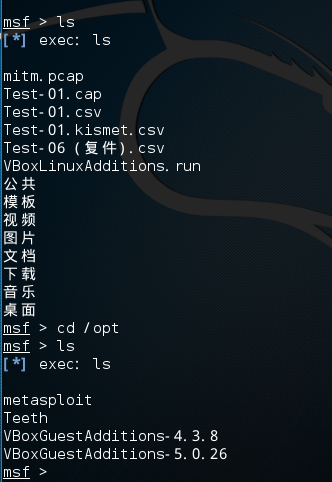 msf > ls
[*] exec: ls
mitm.pcap
Test-01.cap
Test-01.csv
Test-01.kismet.csv
Test-06 (复件).csv
VBoxLinuxAdditions.run
公共
模板
视频
图片
文档
下载
音乐
桌面
msf > cd /opt
msf > ls
[*] exec: ls
metasploit
Teeth
VBoxGuestAdditions-4.3.8
VBoxGuestAdditions-5.0.26
msf >